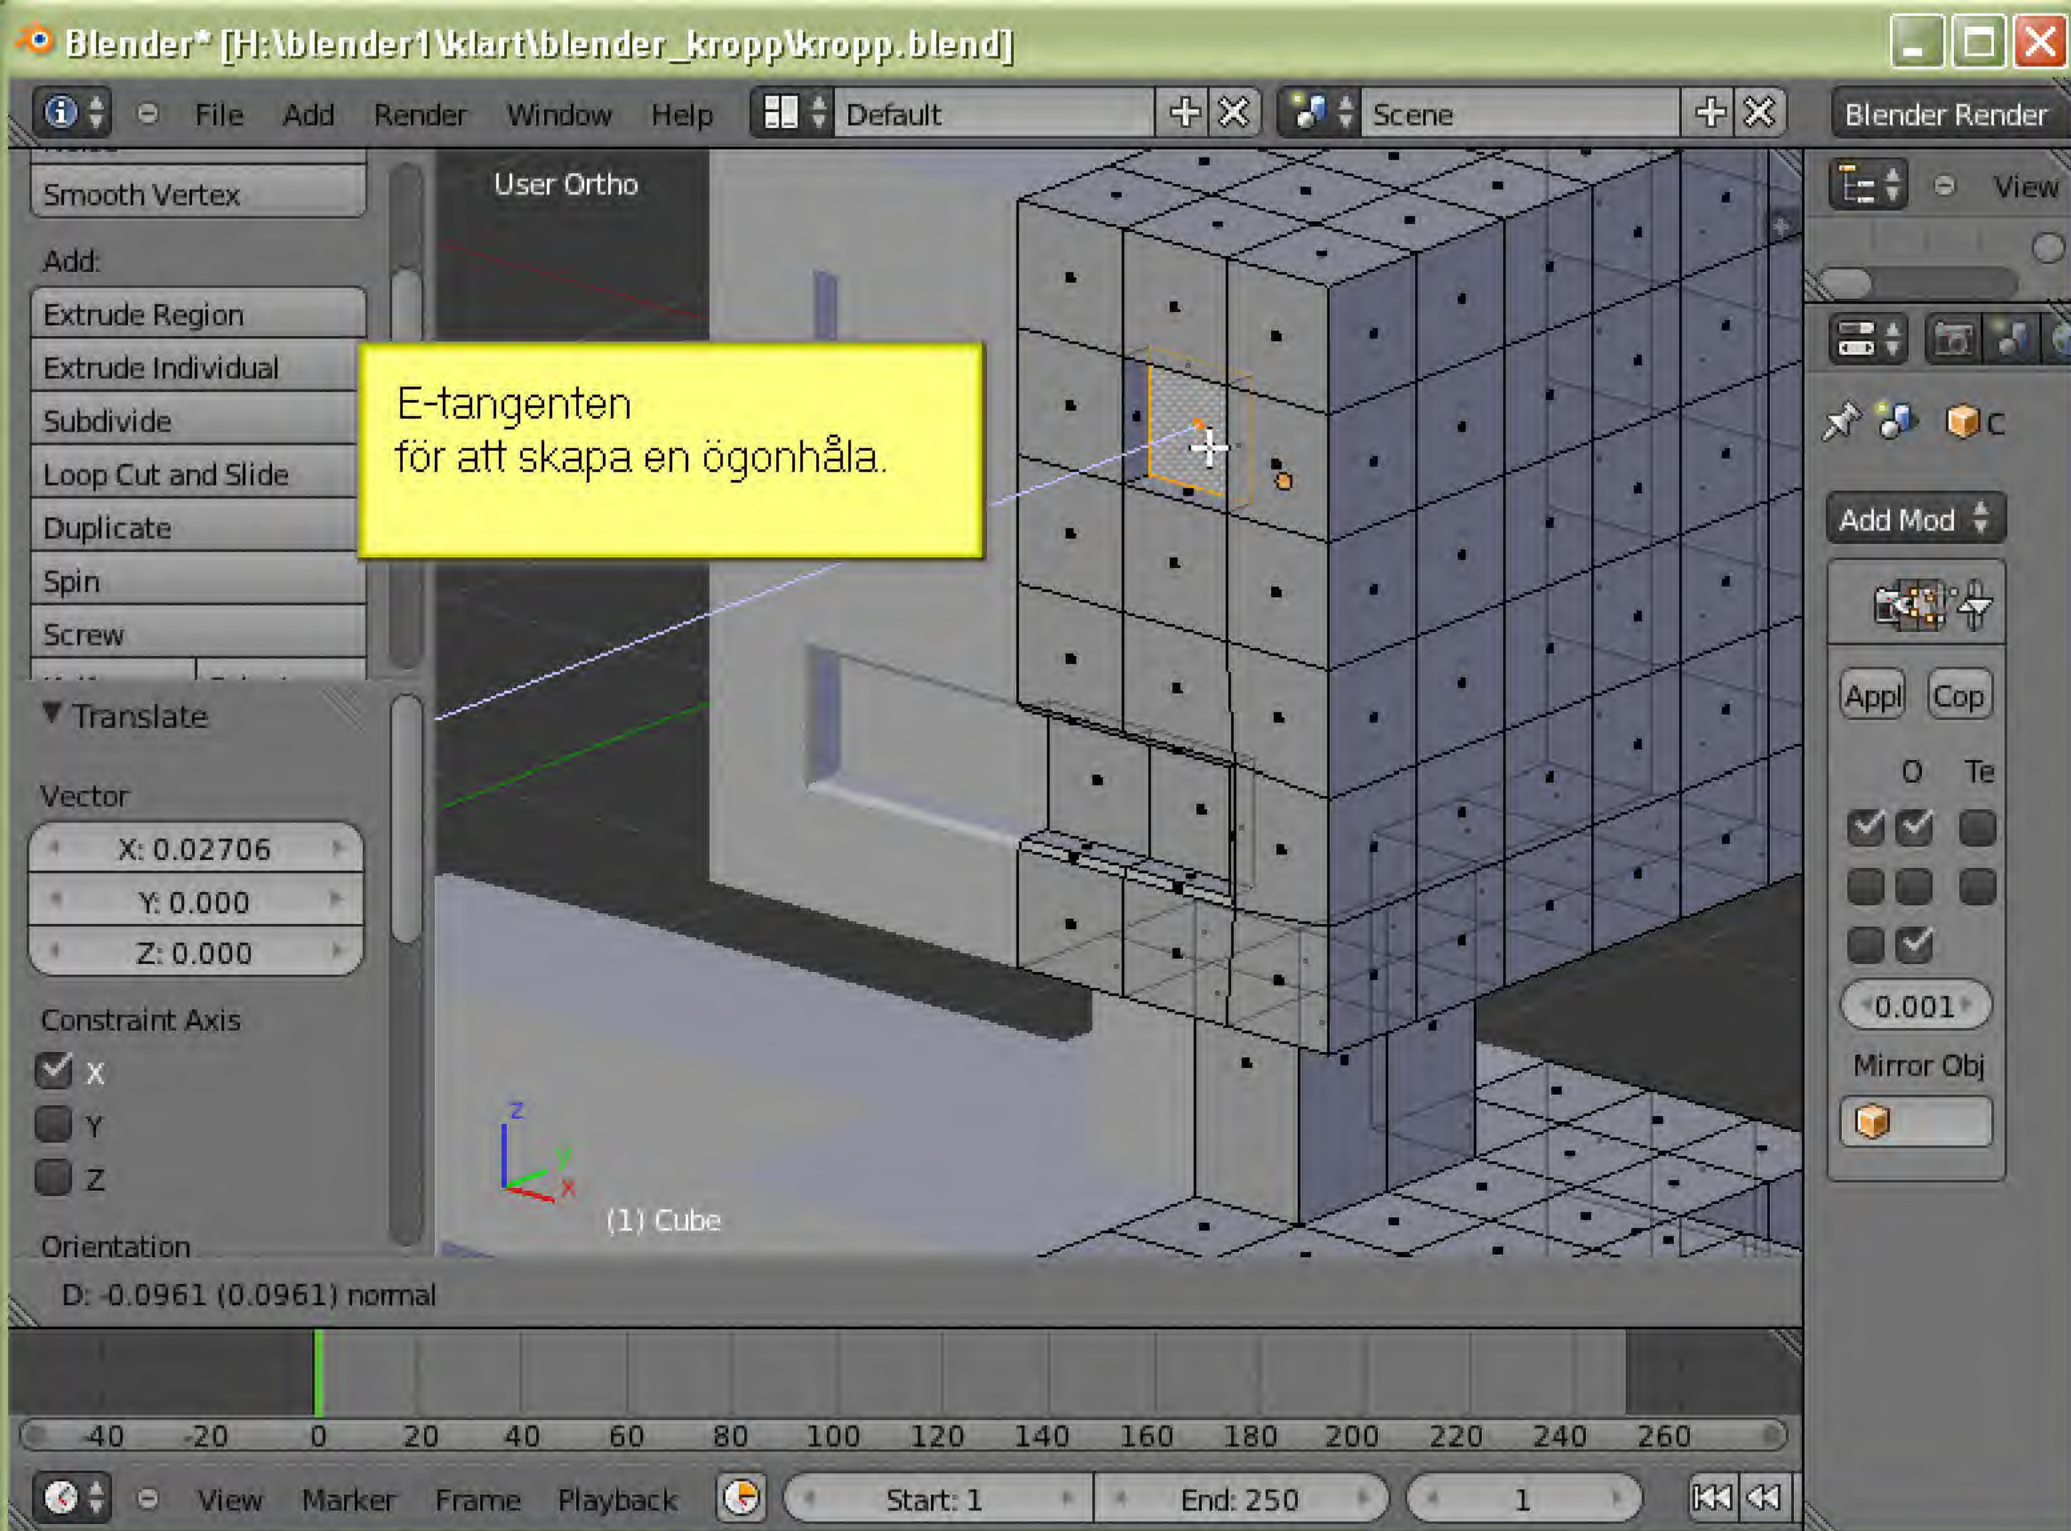 Blender* [H:\blender1\klart\blender_kropp\kropp.blend]
File Add Render Window Help Default Scene Blender Render
View
Smooth Vertex
User Ortho
Add:
Extrude Region
Extrude Individual
Subdivide
Loop Cut and Slide
Duplicate
Spin
Screw
E-tangenten
för att skapa en ögonhåla.
C
Add Mod
Appl Cop
O Te
0.001
Mirror Obj
Translate
Vector
X: 0.02706
Y: 0.000
Z: 0.000
Constraint Axis
X
Y
Z
Orientation
z
y
x
(1) Cube
D: -0.0961 (0.0961) normal
-40 -20 0 20 40 60 80 100 120 140 160 180 200 220 240 260
View Marker Frame Playback Start: 1 End: 250 1